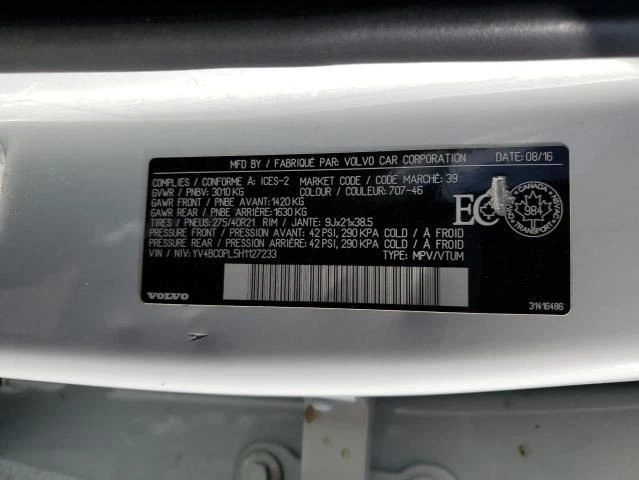 MFD BY / FABRIQUÉ PAR: VOLVO CAR CORPORATION DATE: 08/16
COMPLIES / CONFORME A: ICES-2 MARKET CODE / CODE MARCHÉ: 39
GVWR / PNBV: 3010 KG COLOUR / COULEUR: 707-46
GAWR FRONT / PNBE AVANT: 1420 KG
GAWR REAR / PNBE ARRIÈRE: 1630 KG
TIRES / PNEUS: 275/40R21 RIM / JANTE: 9Jx21x38.5
PRESSURE FRONT / PRESSION AVANT: 42 PSI, 290 KPA COLD / À FROID
PRESSURE REAR / PRESSION ARRIERE: 42 PSI, 290 KPA COLD / À FROID
VIN / NIV: YV4BC0PL5H1127233 TYPE: MPV/VTUM
EC
CANADA
984
TRANSPORT
VOLVO
31416486